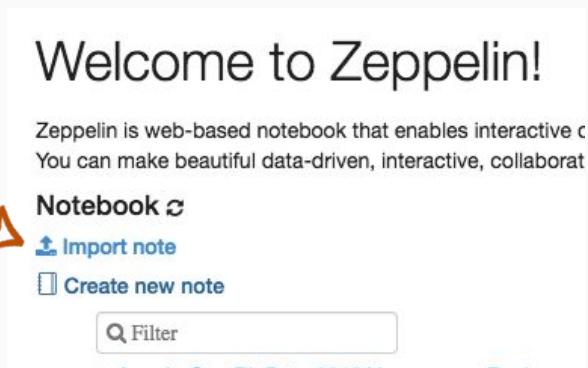 Welcome to Zeppelin!
Zeppelin is web-based notebook that enables interactive
You can make beautiful data-driven, interactive, collaborat
Notebook
Import note
Create new note
Filter